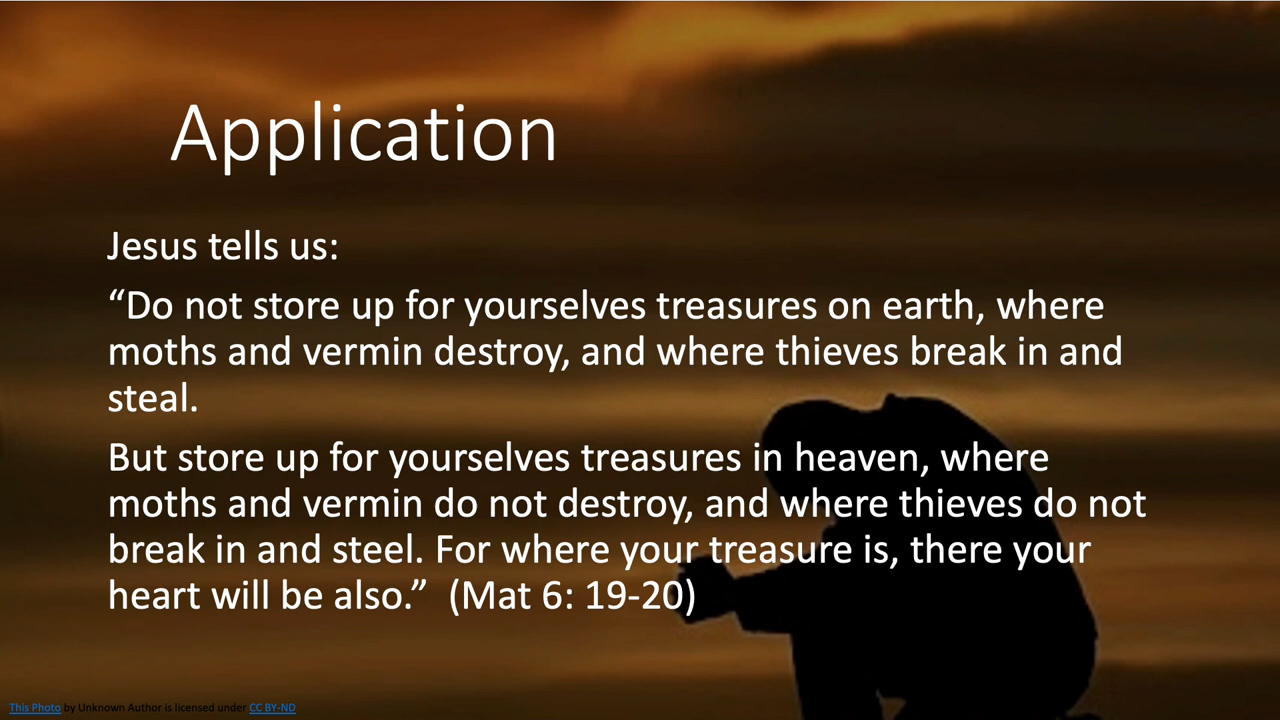 Application
Jesus tells us:
“Do not store up for yourselves treasures on earth, where
moths and vermin destroy, and where thieves break in and
steal.
But store up for yourselves treasures in heaven, where
moths and vermin do not destroy, and where thieves do not
break in and steel. For where your treasure is, there your
heart will be also.”  (Mat 6: 19-20)
This Photo by Unknown Author is licensed under CC BY-ND